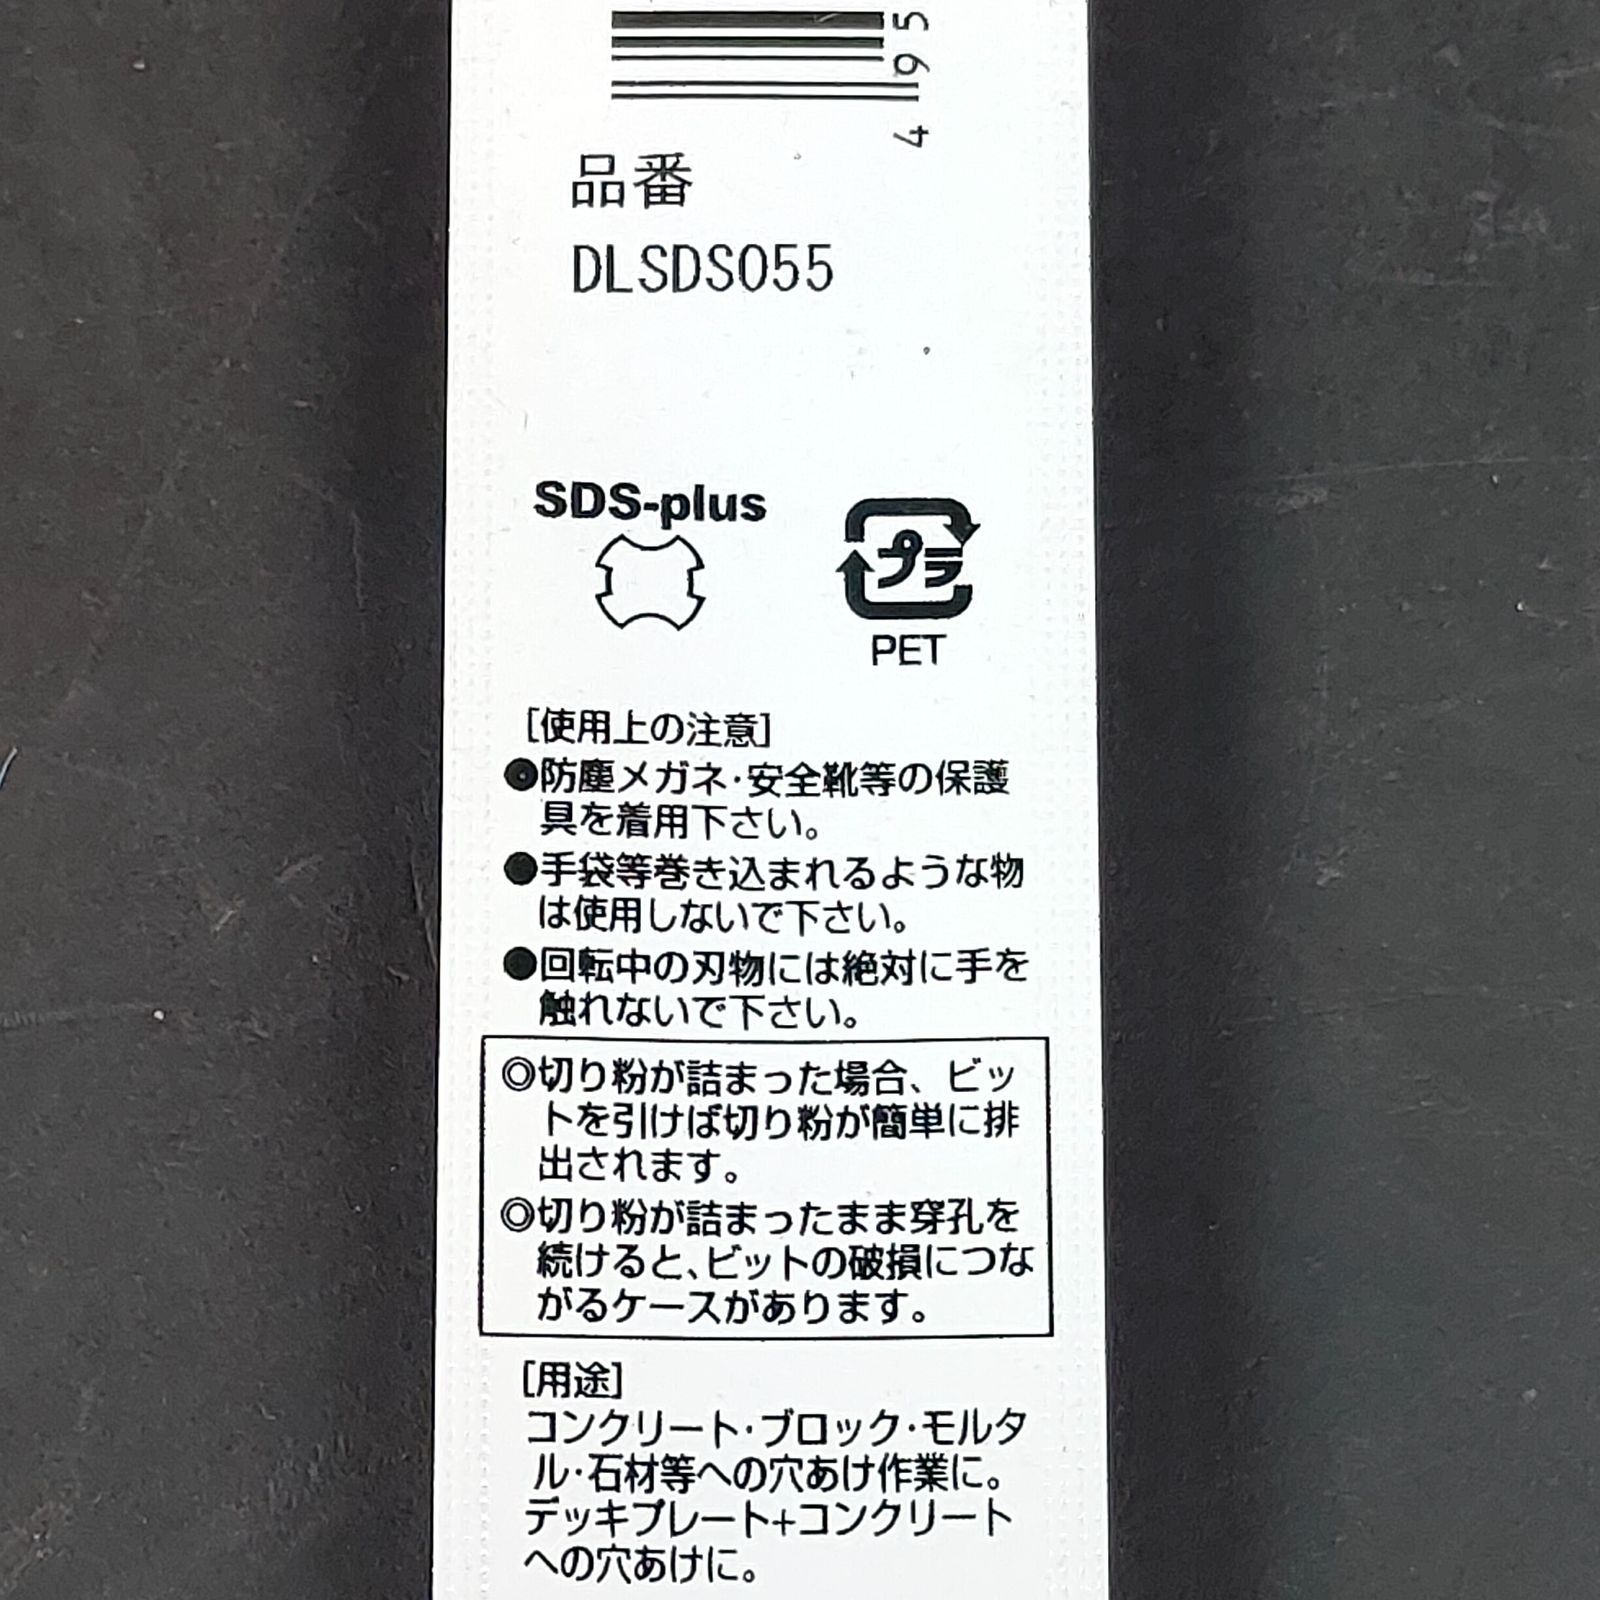 594
品番
DLSDS055
SDS-plus
プラ
PET
[使用上の注意]
●防塵メガネ・安全靴等の保護
具を着用下さい。
●手袋等巻き込まれるような物
は使用しないで下さい。
●回転中の刃物には絶対に手を
触れないで下さい。
◎切り粉が詰まった場合、ビッ
トを引けば切り粉が簡単に排
出されます。
◎切り粉が詰まったまま穿孔を
続けると、ビットの破損につな
がるケースがあります。
[用途]
コンクリート・ブロック・モルタ
ル・石材等への穴あけ作業に。
デッキプレート+コンクリート
への穴あけに。